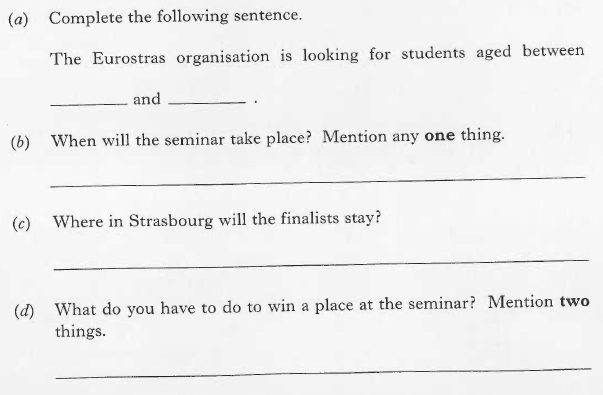 (a) Complete the following sentence.
The Eurostras organisation is looking for students aged between
________ and ________ .
(b) When will the seminar take place? Mention any one thing.
(c) Where in Strasbourg will the finalists stay?
(d) What do you have to do to win a place at the seminar? Mention two
things.